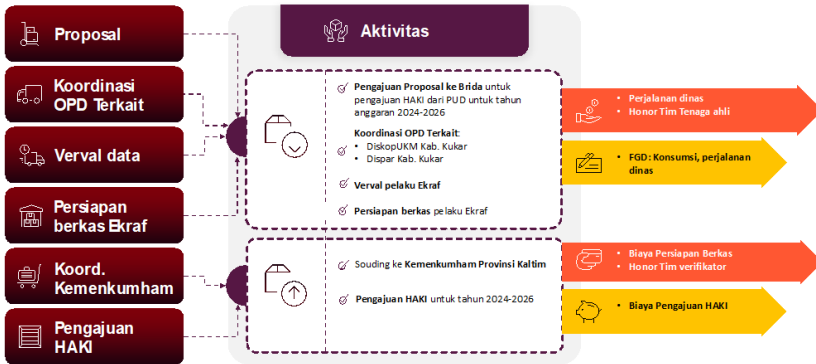 Proposal
Koordinasi
OPD Terkait
Verval data
Persiapan
berkas Ekraf
Koord.
Kemenkumham
Pengajuan
HAKI
Aktivitas
Pengajuan Proposal ke Brida untuk
pengajuan HAKI dari PUD untuk tahun
anggaran 2024-2026
Koordinasi OPD Terkait:
• DiskopUKM Kab. Kukar
• Dispar Kab. Kukar
Verval pelaku Ekraf
Persiapan berkas pelaku Ekraf
Souding ke Kemenkumham Provinsi Kaltim
Pengajuan HAKI untuk tahun 2024-2026
• Perjalanan dinas
• Honor Tim Tenaga ahli
• FGD: Konsumsi, perjalanan
dinas
• Biaya Persiapan Berkas
• Honor Tim verifikator
• Biaya Pengajuan HAKI